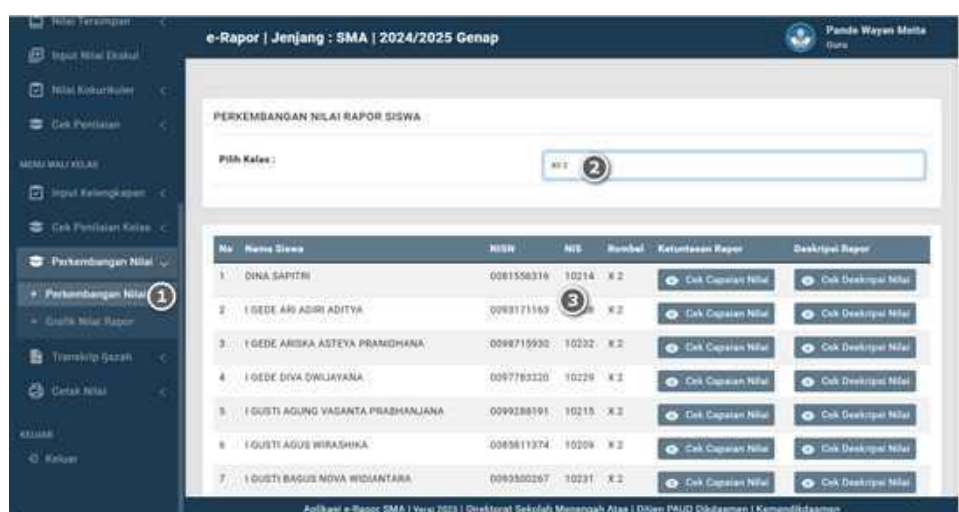 Nilai Tersimpan
e-Rapor | Jenjang : SMA | 2024/2025 Genap
Pande Wayan Meita
Guru
Input Nilai Ekskul
Nilai Kokurikuler
Cek Penilaian
PERKEMBANGAN NILAI RAPOR SISWA
MENU WALI KELAS
Pilih Kelas :
2
Input Kelengkapan
Cek Penilaian Kelas
No Nama Siswa NISN NIS Rombel Ketuntasan Rapor Deskripsi Rapor
Perkembangan Nilai
1 DINA SAPITRI 0081558316 10214 X 2 Cek Capaian Nilai Cek Deskripsi Nilai
Perkembangan Nilai 1
3
2 I GEDE ARI ADIRI ADITYA 0093171163 X 2 Cek Capaian Nilai Cek Deskripsi Nilai
Grafik Nilai Rapor
3 I GEDE ARISKA ASTEYA PRANIDHANA 0098715930 10232 X 2 Cek Capaian Nilai Cek Deskripsi Nilai
Transkrip Ijazah
4 I GEDE DIVA DWIJAYANA 0097783220 10229 X 2 Cek Capaian Nilai Cek Deskripsi Nilai
Cetak Nilai
5 I GUSTI AGUNG VASANTA PRABHANJANA 0099288191 10215 X 2 Cek Capaian Nilai Cek Deskripsi Nilai
KELUAR
6 I GUSTI AGUS WIRASHIKA 0085811374 10209 X 2 Cek Capaian Nilai Cek Deskripsi Nilai
Keluar
7 I GUSTI BAGUS NOVA WIDIANTARA 0093500267 10231 X 2 Cek Capaian Nilai Cek Deskripsi Nilai
Aplikasi e-Rapor SMA | Versi 2025 | Direktorat Sekolah Menengah Atas | Ditjen PAUD Dikdasmen | Kemendikdasmen